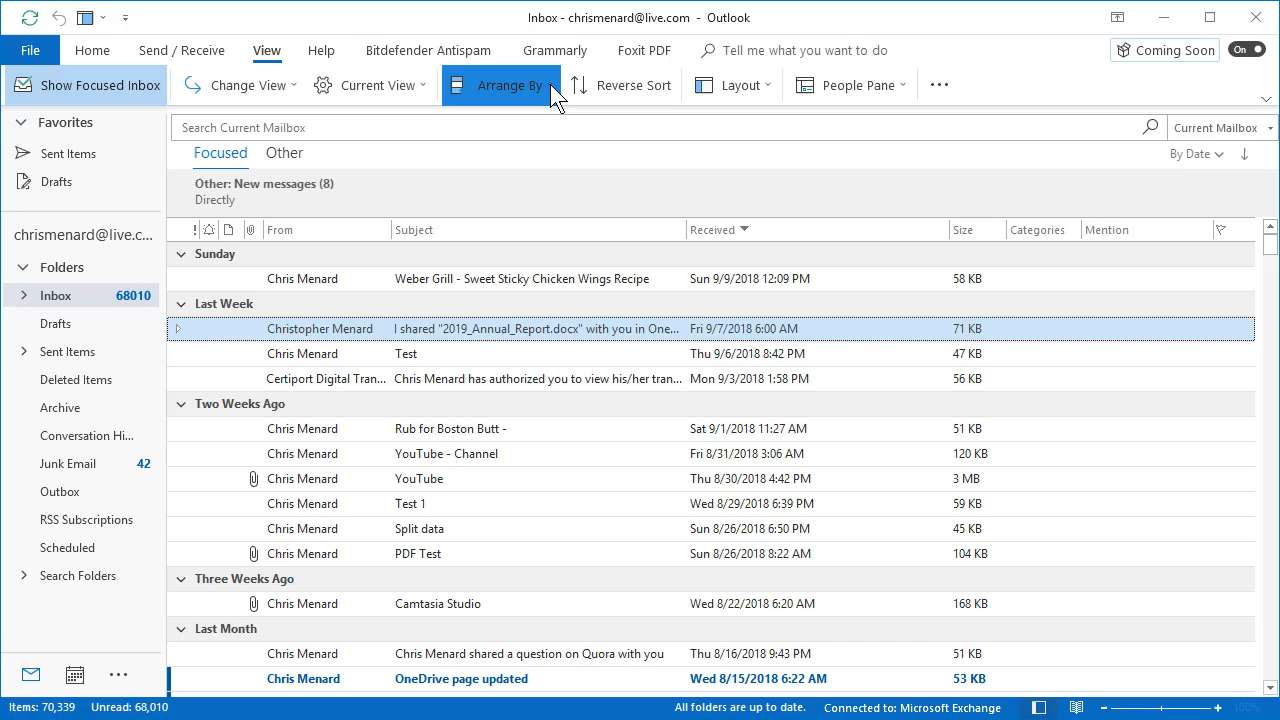 Inbox - chrismenard@live.com - Outlook
File Home Send / Receive View Help Bitdefender Antispam Grammarly Foxit PDF Tell me what you want to do Coming Soon On
Show Focused Inbox Change View Current View Arrange By Reverse Sort Layout People Pane
Favorites
Sent Items
Drafts
chrismenard@live.c...
Folders
Inbox 68010
Drafts
Sent Items
Deleted Items
Archive
Conversation Hi...
Junk Email 42
Outbox
RSS Subscriptions
Scheduled
Search Folders
Search Current Mailbox Current Mailbox
Focused Other By Date
Other: New messages (8)
Directly
! From Subject Received Size Categories Mention
Sunday
Chris Menard Weber Grill - Sweet Sticky Chicken Wings Recipe Sun 9/9/2018 12:09 PM 58 KB
Last Week
Christopher Menard I shared "2019_Annual_Report.docx" with you in One... Fri 9/7/2018 6:00 AM 71 KB
Chris Menard Test Thu 9/6/2018 8:42 PM 47 KB
Certiport Digital Tran... Chris Menard has authorized you to view his/her tran... Mon 9/3/2018 1:58 PM 56 KB
Two Weeks Ago
Chris Menard Rub for Boston Butt - Sat 9/1/2018 11:27 AM 51 KB
Chris Menard YouTube - Channel Fri 8/31/2018 3:06 AM 120 KB
Chris Menard YouTube Thu 8/30/2018 4:42 PM 3 MB
Chris Menard Test 1 Wed 8/29/2018 6:39 PM 59 KB
Chris Menard Split data Sun 8/26/2018 6:50 PM 45 KB
Chris Menard PDF Test Sun 8/26/2018 8:22 AM 104 KB
Three Weeks Ago
Chris Menard Camtasia Studio Wed 8/22/2018 6:20 AM 168 KB
Last Month
Chris Menard Chris Menard shared a question on Quora with you Thu 8/16/2018 9:43 PM 51 KB
Chris Menard OneDrive page updated Wed 8/15/2018 6:22 AM 53 KB
Items: 70,339 Unread: 68,010 All folders are up to date. Connected to: Microsoft Exchange 100%